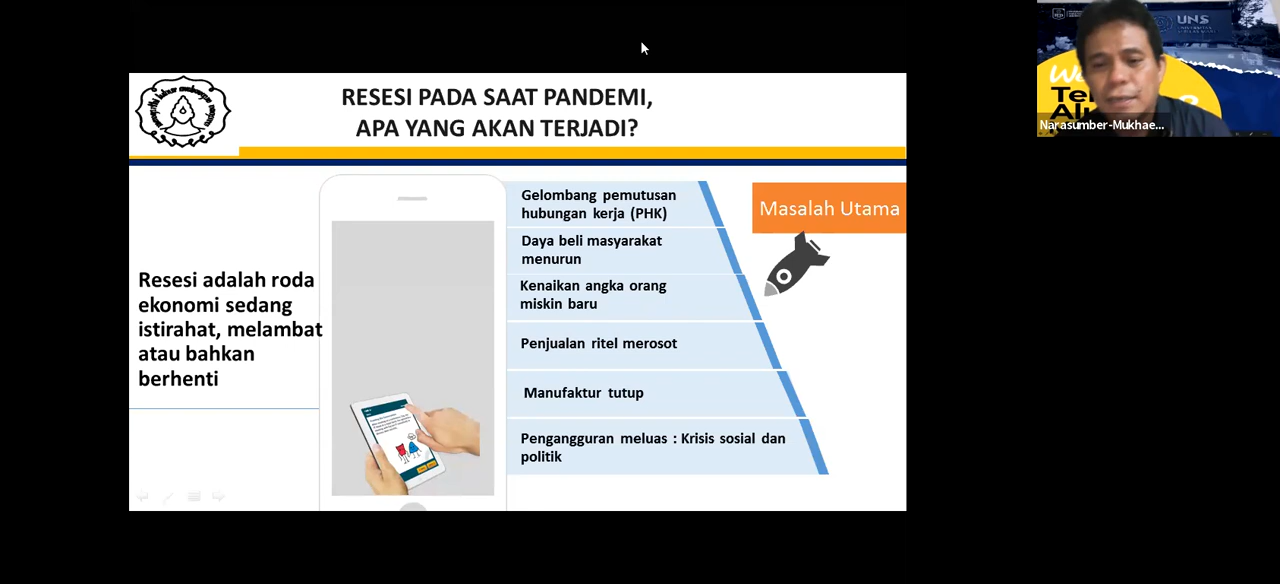 RESESI PADA SAAT PANDEMI,
APA YANG AKAN TERJADI?
Resesi adalah roda
ekonomi sedang
istirahat, melambat
atau bahkan
berhenti
Gelombang pemutusan
hubungan kerja (PHK)
Daya beli masyarakat
menurun
Kenaikan angka orang
miskin baru
Penjualan ritel merosot
Manufaktur tutup
Pengangguran meluas : Krisis sosial dan
politik
Masalah Utama
UNS
Narasumber-Mukhae...